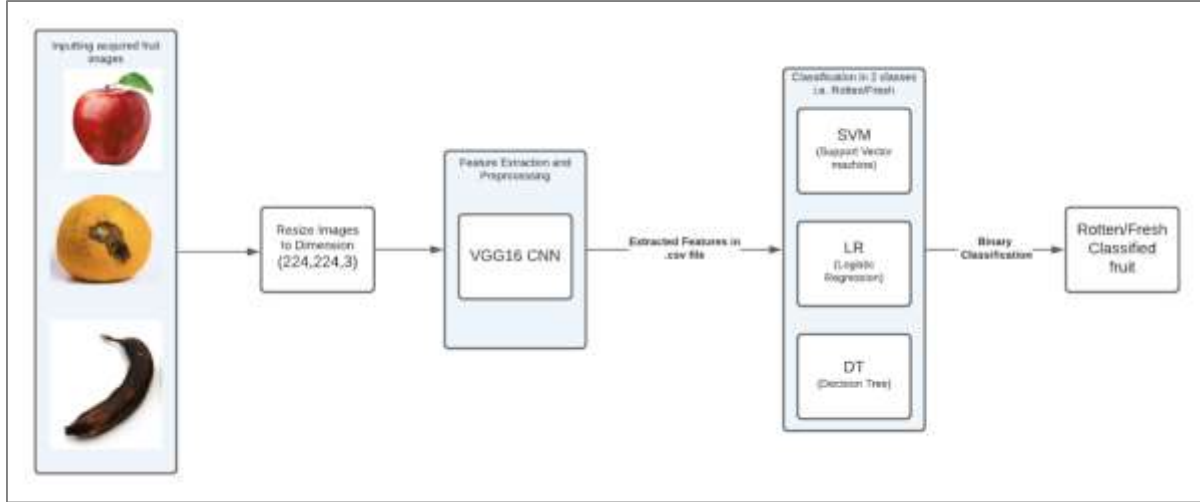 Inputting acquired fruit
images
Resize Images
to Dimension
(224,224,3)
Feature Extraction and
Preprocessing
VGG16 CNN
Extracted Features in
.csv file
Classification in 2 classes
i.e. Rotten/Fresh
SVM
(Support Vector
machine)
LR
(Logistic
Regression)
DT
(Decision Tree)
Binary
Classification
Rotten/Fresh
Classified
fruit